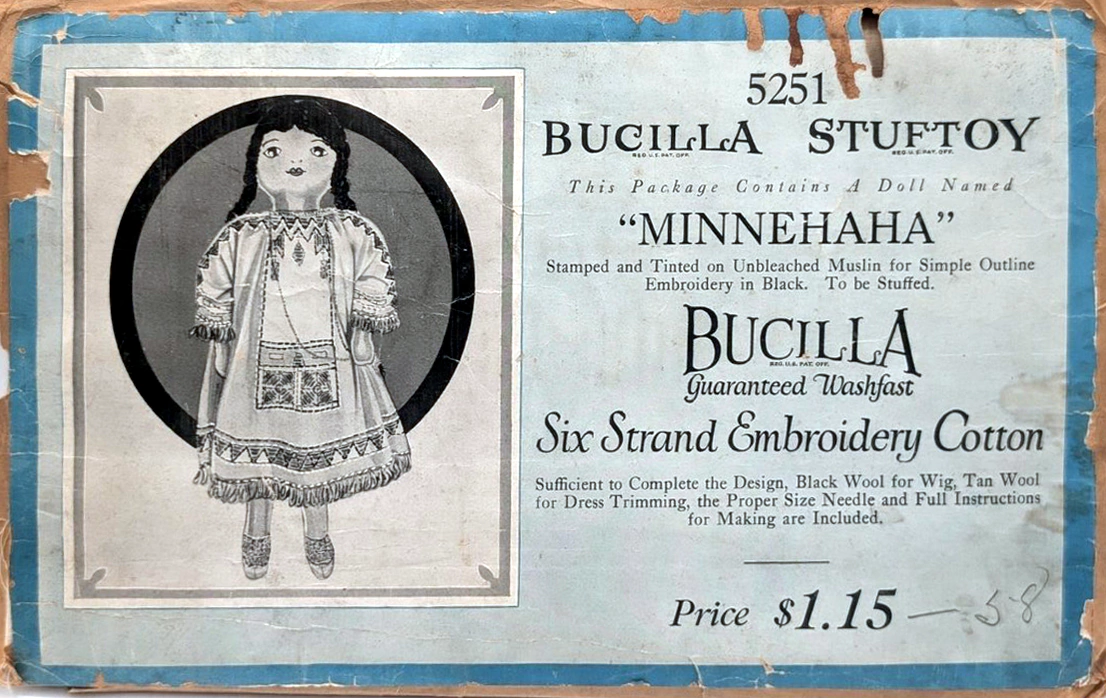 5251
BUCILLA STUFTOY
REG. U.S. PAT. OFF. REG. U.S. PAT. OFF.
This Package Contains A Doll Named
"MINNEHAHA"
Stamped and Tinted on Unbleached Muslin for Simple Outline
Embroidery in Black. To be Stuffed.
BUCILLA
REG. U.S. PAT. OFF.
Guaranteed Washfast
Six Strand Embroidery Cotton
Sufficient to Complete the Design, Black Wool for Wig, Tan Wool
for Dress Trimming, the Proper Size Needle and Full Instructions
for Making are Included.
Price $1.15 — 58